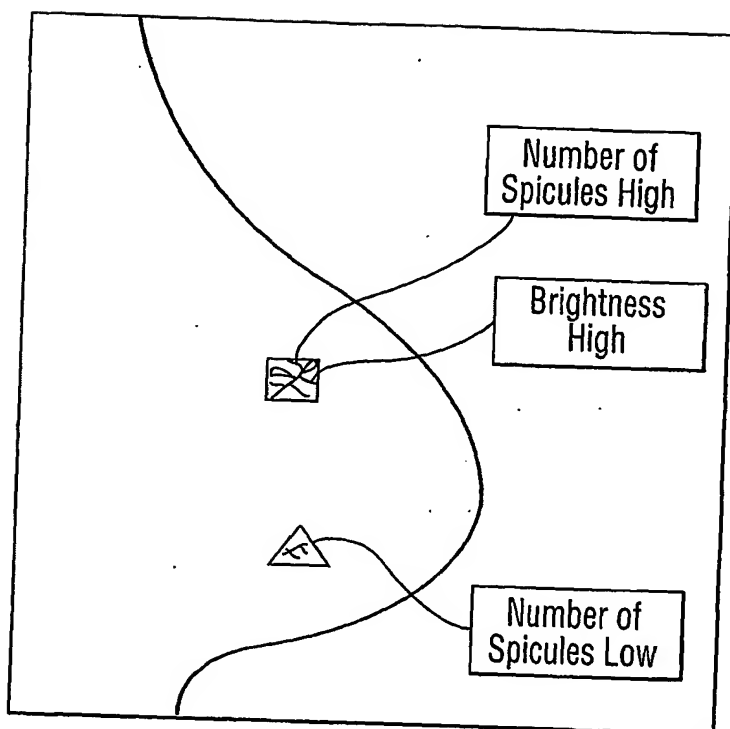 Number of
Spicules High
Brightness
High
Number of
Spicules Low